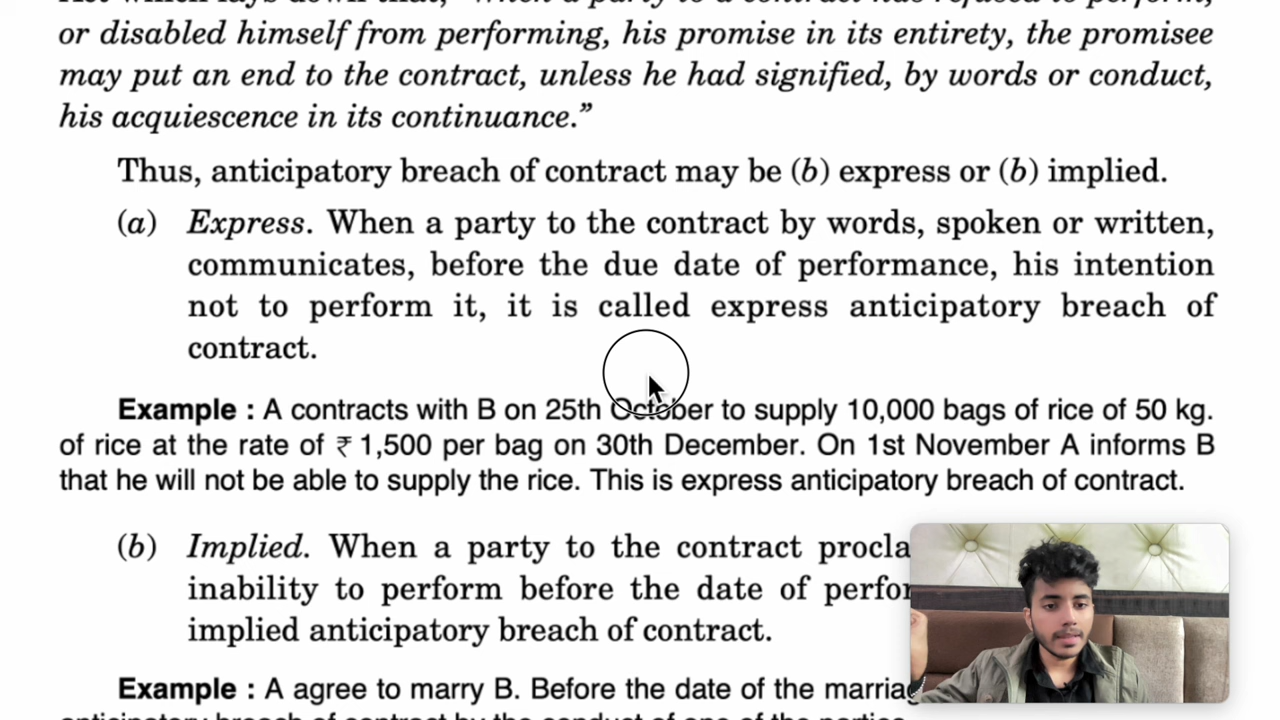 or disabled himself from performing, his promise in its entirety, the promisee
may put an end to the contract, unless he had signified, by words or conduct,
his acquiescence in its continuance.”
Thus, anticipatory breach of contract may be (b) express or (b) implied.
(a) Express. When a party to the contract by words, spoken or written,
communicates, before the due date of performance, his intention
not to perform it, it is called express anticipatory breach of
contract.
Example : A contracts with B on 25th October to supply 10,000 bags of rice of 50 kg.
of rice at the rate of ₹ 1,500 per bag on 30th December. On 1st November A informs B
that he will not be able to supply the rice. This is express anticipatory breach of contract.
(b) Implied. When a party to the contract procla
inability to perform before the date of perfor
implied anticipatory breach of contract.
Example : A agree to marry B. Before the date of the marria